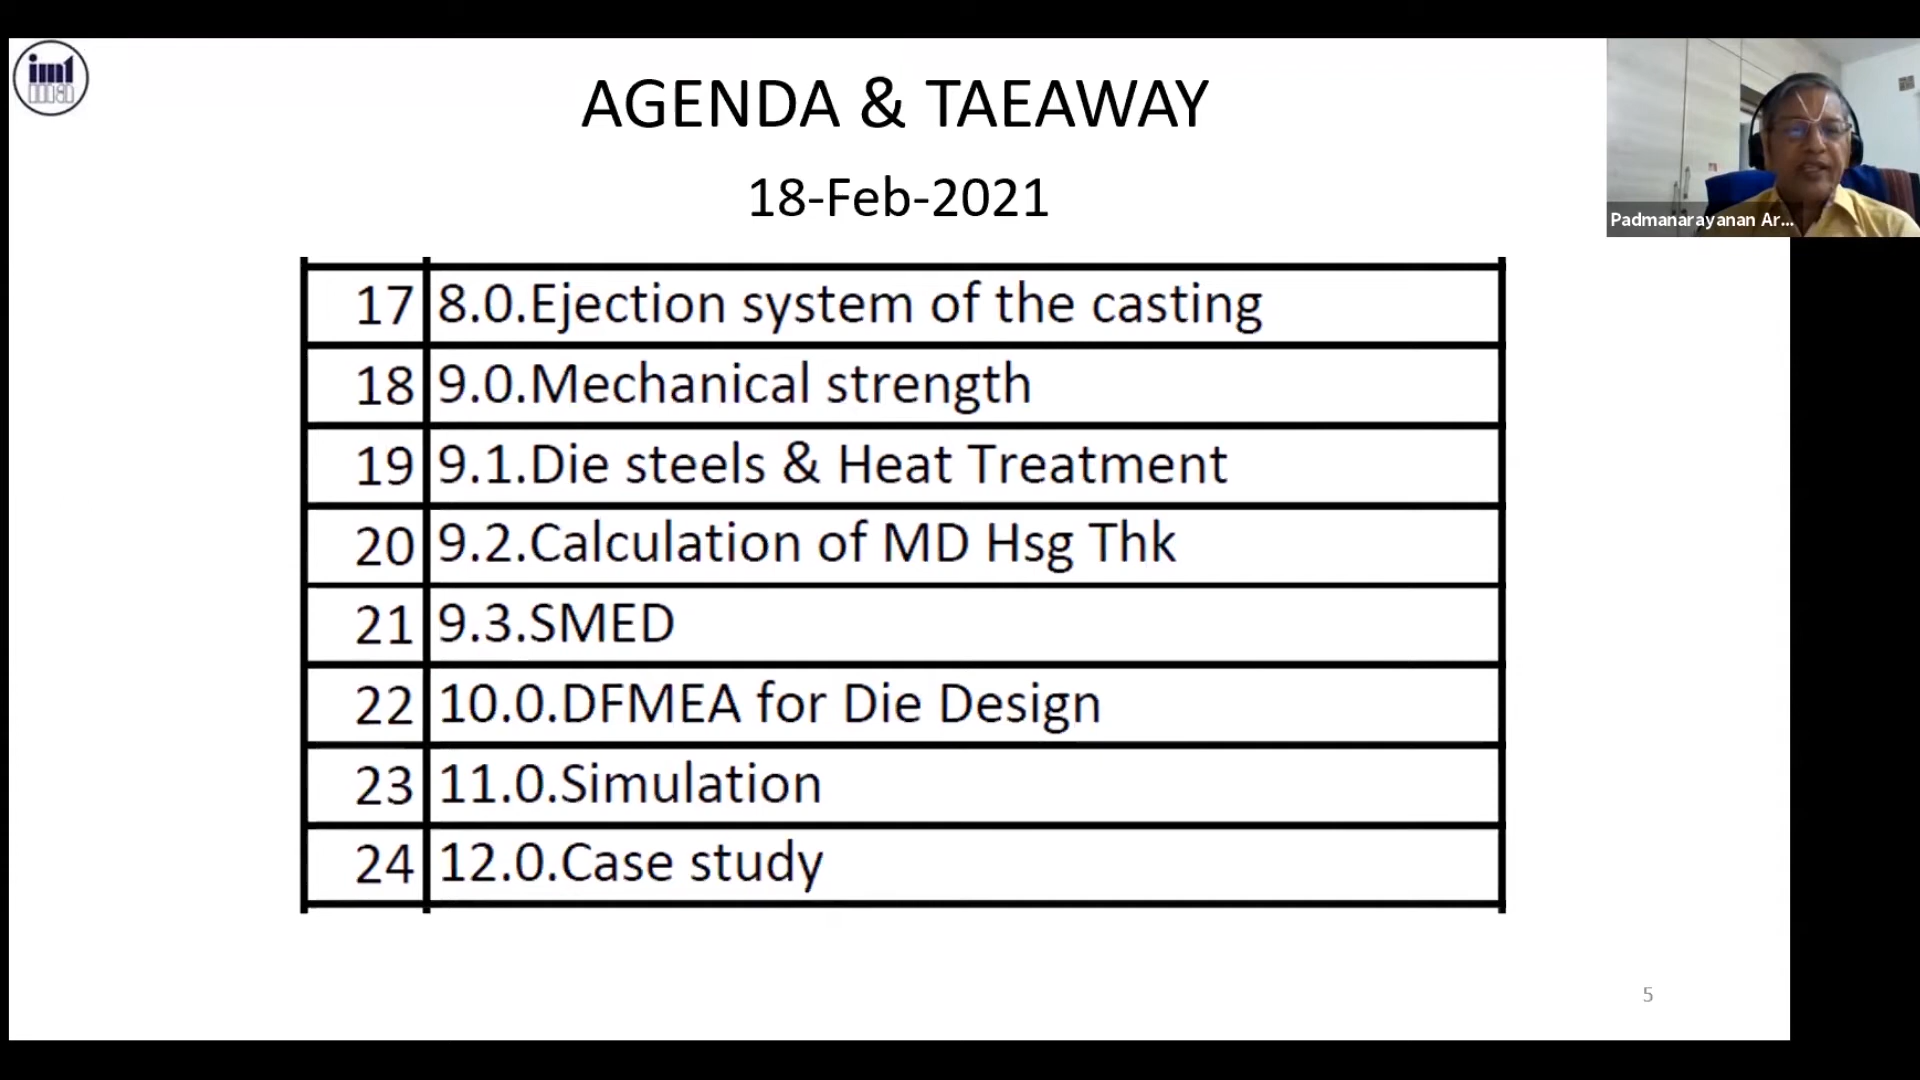 im1
AGENDA & TAEAWAY
18-Feb-2021
Padmanarayanan Ar...
17 8.0.Ejection system of the casting
18 9.0.Mechanical strength
19 9.1.Die steels & Heat Treatment
20 9.2.Calculation of MD Hsg Thk
21 9.3.SMED
22 10.0.DFMEA for Die Design
23 11.0.Simulation
24 12.0.Case study
5